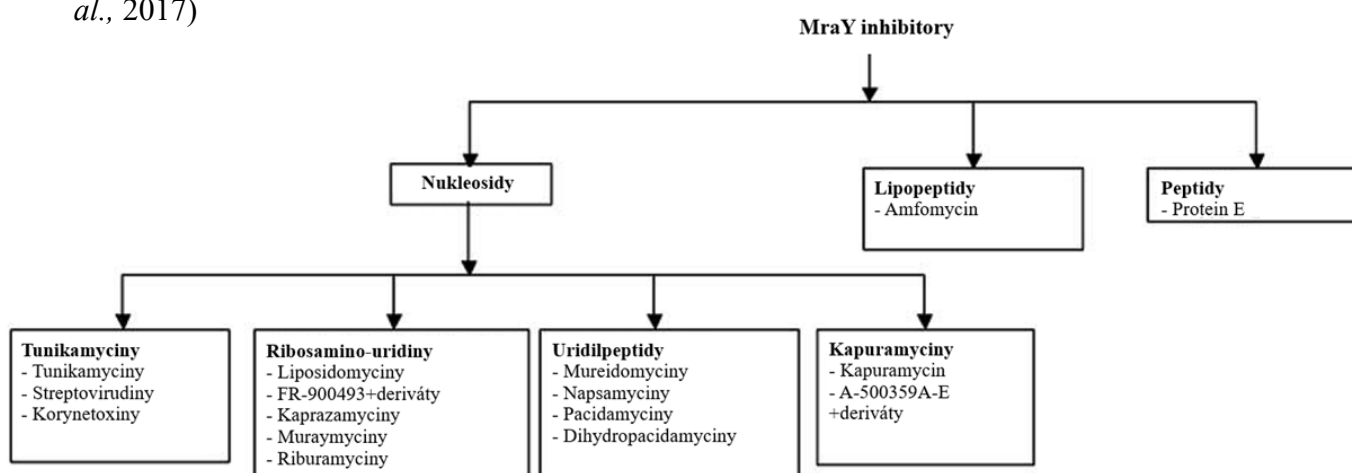 al., 2017)
MraY inhibitory
Nukleosidy
Lipopeptidy
- Amfomycin
Peptidy
- Protein E
Tunikamyciny
- Tunikamyciny
- Streptovirudiny
- Korynetoxiny
Ribosamino-uridiny
- Liposidomyciny
- FR-900493+deriváty
- Kaprazamyciny
- Muraymyciny
- Riburamyciny
Uridilpeptidy
- Mureidomyciny
- Napsamyciny
- Pacidamyciny
- Dihydropacidamyciny
Kapuramyciny
- Kapuramycin
- A-500359A-E
+deriváty